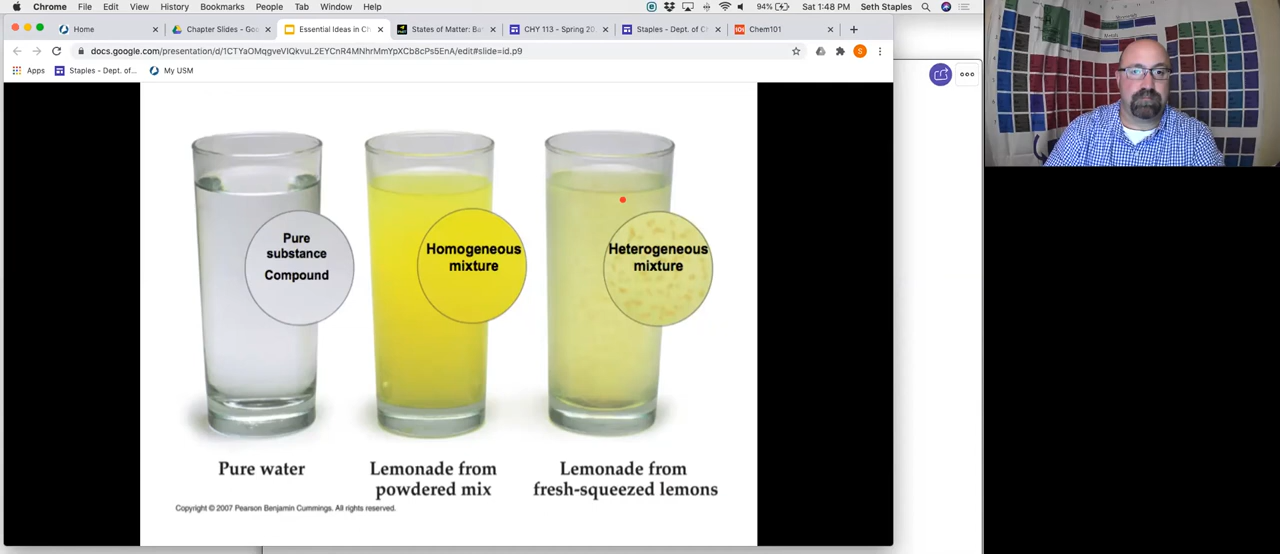 Chrome File Edit View History Bookmarks People Tab Window Help
94% Sat 1:48 PM Seth Staples
Home
Chapter Slides - Goo
Essential Ideas in Ch
States of Matter: Ba
CHY 113 - Spring 20
Staples - Dept. of C
Chem101
docs.google.com/presentation/d/1CTYaOMqgveVIQkvuL2EYCnR4MNhrMmYpXCb8cPs5EnA/edit#slide=id.p9
Apps Staples - Dept. of... My USM
Pure
substance
Compound
Homogeneous
mixture
Heterogeneous
mixture
Pure water
Lemonade from
powdered mix
Lemonade from
fresh-squeezed lemons
Copyright © 2007 Pearson Benjamin Cummings. All rights reserved.